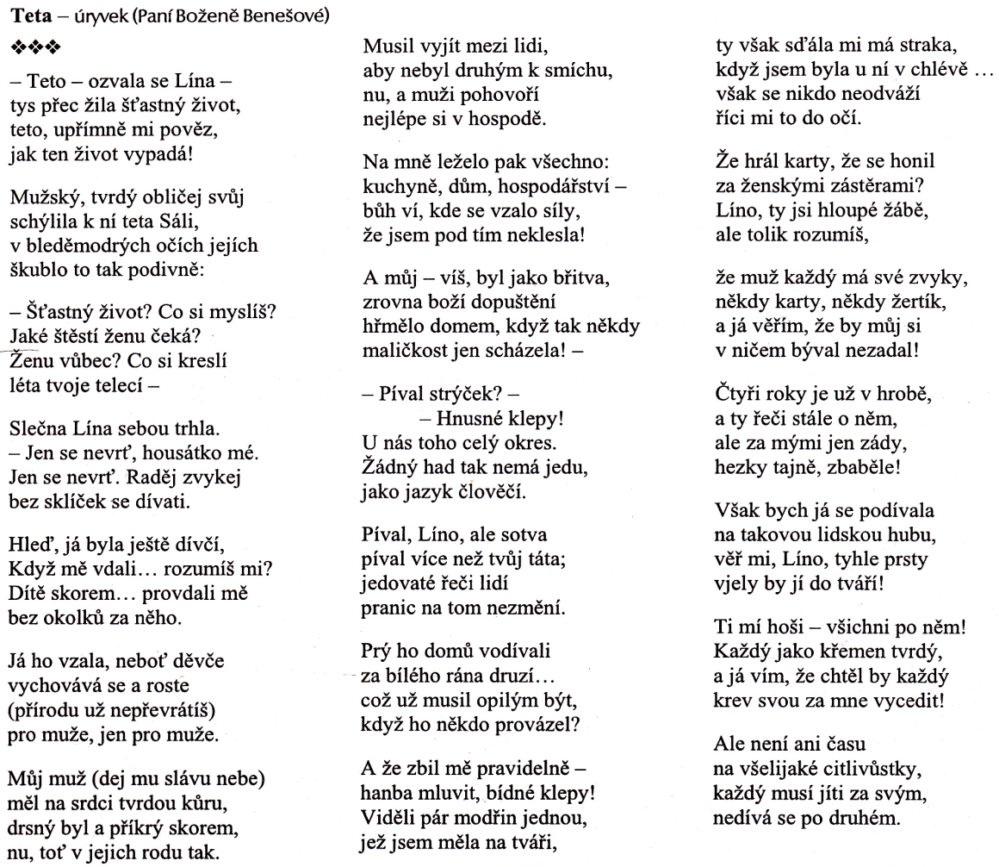 Teta – úryvek (Paní Boženě Benešové)
❖❖❖
– Teto – ozvala se Lína –
tys přec žila šťastný život,
teto, upřímně mi pověz,
jak ten život vypadá!
Mužský, tvrdý obličej svůj
schýlila k ní teta Sáli,
v bleděmodrých očích jejích
škublo to tak podivně:
– Šťastný život? Co si myslíš?
Jaké štěstí ženu čeká?
Ženu vůbec? Co si kreslí
léta tvoje telecí –
Slečna Lína sebou trhla.
– Jen se nevrť, housátko mé.
Jen se nevrť. Raděj zvykej
bez sklíček se dívati.
Hleď, já byla ještě dívčí,
Když mě vdali… rozumíš mi?
Dítě skorem… provdali mě
bez okolků za něho.
Já ho vzala, neboť děvče
vychovává se a roste
(přírodu už nepřevrátíš)
pro muže, jen pro muže.
Můj muž (dej mu slávu nebe)
měl na srdci tvrdou kůru,
drsný byl a příkrý skorem,
nu, toť v jejich rodu tak.
Musil vyjít mezi lidi,
aby nebyl druhým k smíchu,
nu, a muži pohovoří
nejlépe si v hospodě.
Na mně leželo pak všechno:
kuchyně, dům, hospodářství –
bůh ví, kde se vzalo síly,
že jsem pod tím neklesla!
A můj – víš, byl jako břitva,
zrovna boží dopuštění
hřmělo domem, když tak někdy
maličkost jen scházela! –
– Píval strýček? –
– Hnusné klepy!
U nás toho celý okres.
Žádný had tak nemá jedu,
jako jazyk člověčí.
Píval, Líno, ale sotva
píval více než tvůj táta;
jedovaté řeči lidí
pranic na tom nezmění.
Prý ho domů vodívali
za bílého rána druzí…
což už musil opilým být,
když ho někdo provázel?
A že zbil mě pravidelně –
hanba mluvit, bídné klepy!
Viděli pár modřin jednou,
jež jsem měla na tváři,
ty však sďála mi má straka,
když jsem byla u ní v chlévě …
však se nikdo neodváží
říci mi to do očí.
Že hrál karty, že se honil
za ženskými zástěrami?
Líno, ty jsi hloupé žábě,
ale tolik rozumíš,
že muž každý má své zvyky,
někdy karty, někdy žertík,
a já věřím, že by můj si
v ničem býval nezadal!
Čtyři roky je už v hrobě,
a ty řeči stále o něm,
ale za mými jen zády,
hezky tajně, zbaběle!
Však bych já se podívala
na takovou lidskou hubu,
věř mi, Líno, tyhle prsty
vjely by jí do tváří!
Ti mí hoši – všichni po něm!
Každý jako křemen tvrdý,
a já vím, že chtěl by každý
krev svou za mne vycedit!
Ale není ani času
na všelijaké citlivůstky,
každý musí jíti za svým,
nedívá se po druhém.